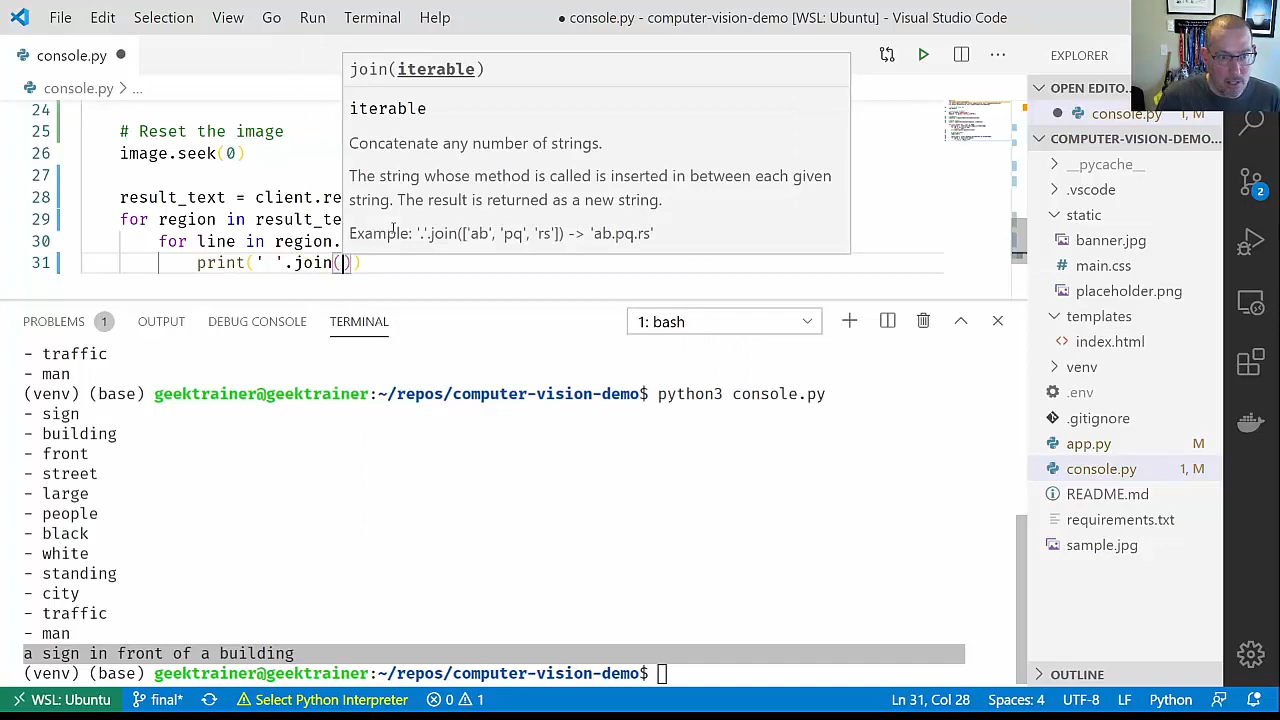 File Edit Selection View Go Run Terminal Help
● console.py - computer-vision-demo [WSL: Ubuntu] - Visual Studio Code
console.py ●
console.py > ...
24
25 # Reset the image
26 image.seek(0)
27
28 result_text = client.re
29 for region in result_te
30 for line in region.
31 print(' '.join())
join(iterable)
iterable
Concatenate any number of strings.
The string whose method is called is inserted in between each given
string. The result is returned as a new string.
Example: '.'.join(['ab', 'pq', 'rs']) -> 'ab.pq.rs'
PROBLEMS 1 OUTPUT DEBUG CONSOLE TERMINAL 1: bash
- traffic
- man
(venv) (base) geektrainer@geektrainer:~/repos/computer-vision-demo$ python3 console.py
- sign
- building
- front
- street
- large
- people
- black
- white
- standing
- city
- traffic
- man
a sign in front of a building
(venv) (base) geektrainer@geektrainer:~/repos/computer-vision-demo$
EXPLORER
OPEN EDITO...
console.py 1, M
COMPUTER-VISION-DEMO...
__pycache__
.vscode
static
banner.jpg
main.css
placeholder.png
templates
index.html
venv
.env
.gitignore
app.py M
console.py 1, M
README.md
requirements.txt
sample.jpg
OUTLINE
2
WSL: Ubuntu final* Select Python Interpreter 0 1 Ln 31, Col 28 Spaces: 4 UTF-8 LF Python